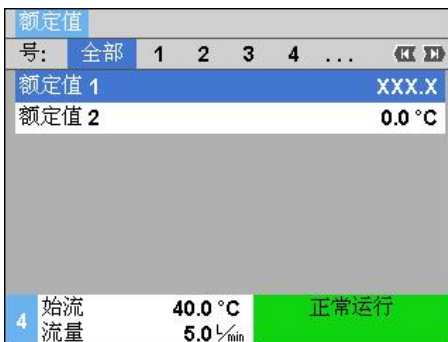 额定值
号: 全部 1 2 3 4 ...
额定值 1 XXX.X
额定值 2 0.0 °C
4 始流 40.0 °C 正常运行
流量 5.0 L/min